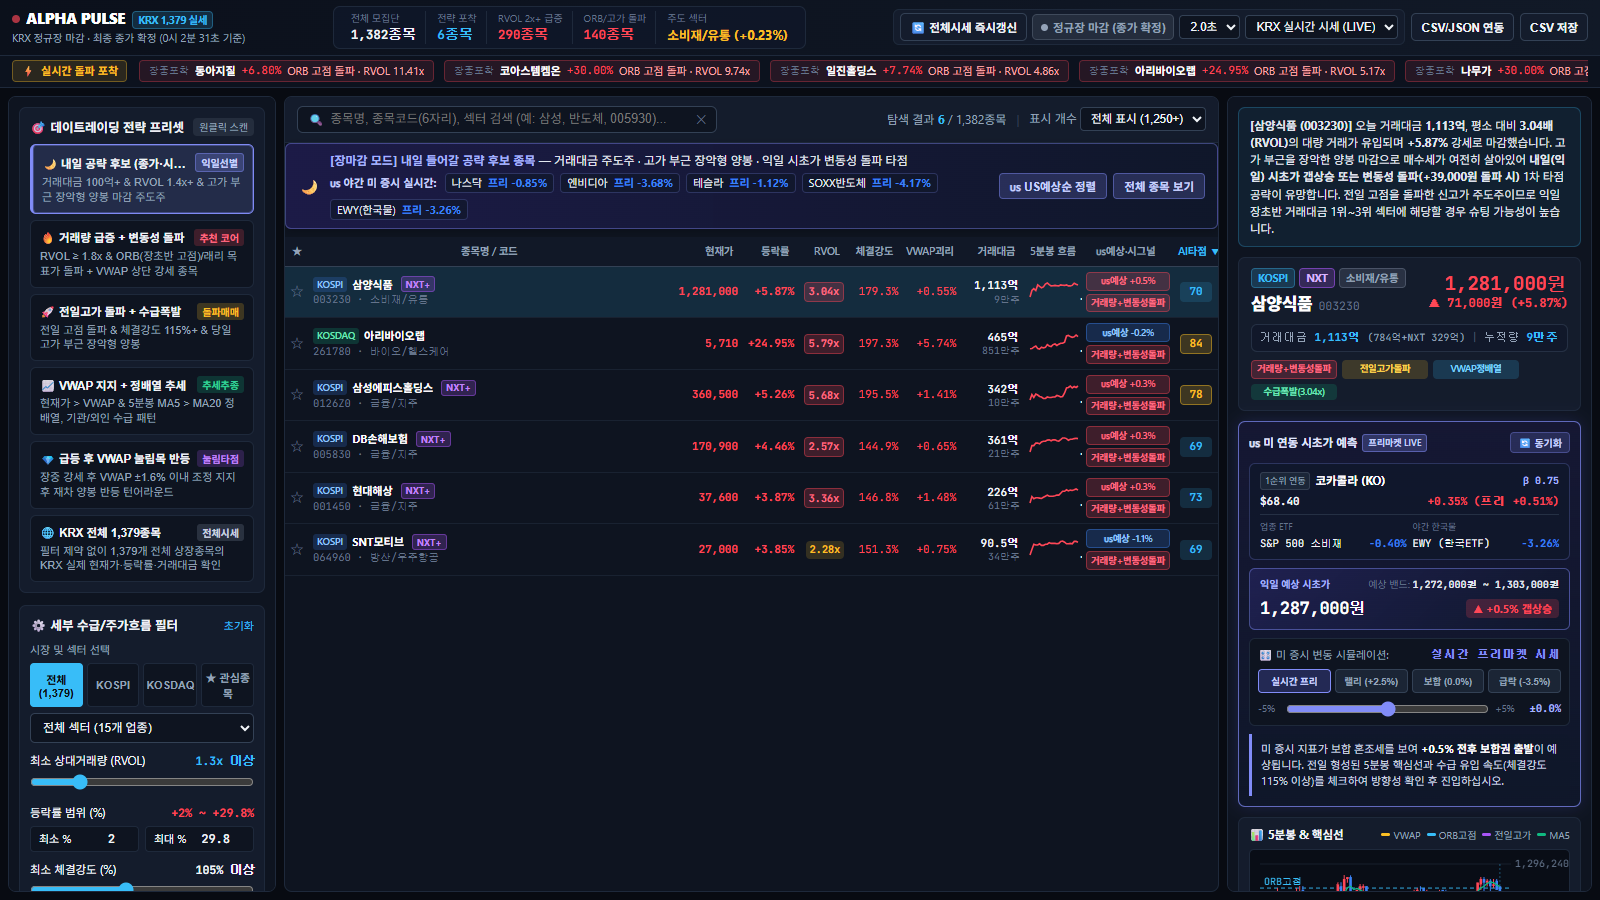 ALPHA PULSE KRX 1,379 실세
KRX 정규장 마감 · 최종 종가 확정 (0시 2분 31초 기준)
전체 모집단
1,382종목
전략 포착
6종목
RVOL 2x+ 급증
290종목
ORB/고가 돌파
140종목
주도 섹터
소비재/유통 (+0.23%)
전체시세 즉시갱신
정규장 마감 (종가 확정)
2.0초
KRX 실시간 시세 (LIVE)
CSV/JSON 연동
CSV 저장
실시간 돌파 포착
장중포착 동아지질 +6.80% ORB 고점 돌파 · RVOL 11.41x
장중포착 코아스템켐온 +30.00% ORB 고점 돌파 · RVOL 9.74x
장중포착 일진홀딩스 +7.74% ORB 고점 돌파 · RVOL 4.86x
장중포착 아리바이오랩 +24.95% ORB 고점 돌파 · RVOL 5.17x
장중포착 나무가 +30.00% ORB 고점
데이트레이딩 전략 프리셋 원클릭 스캔
내일 공략 후보 (종가·시... 익일선별
거래대금 100억+ & RVOL 1.4x+ & 고가 부
근 장악형 양봉 마감 주도주
거래량 급증 + 변동성 돌파 추천 코어
RVOL ≥ 1.8x & ORB(장초반 고점)/래리 목
표가 돌파 + VWAP 상단 강세 종목
전일고가 돌파 + 수급폭발 돌파매매
전일 고점 돌파 & 체결강도 115%+ & 당일
고가 부근 장악형 양봉
VWAP 지지 + 정배열 추세 추세추종
현재가 > VWAP & 5분봉 MA5 > MA20 정
배열, 기관/외인 수급 패턴
급등 후 VWAP 눌림목 반등 눌림타점
장중 강세 후 VWAP ±1.6% 이내 조정 지지
후 재차 양봉 반등 턴어라운드
KRX 전체 1,379종목 전체시세
필터 제약 없이 1,379개 전체 상장종목의
KRX 실제 현재가·등락률·거래대금 확인
세부 수급/주가흐름 필터 초기화
시장 및 섹터 선택
전체
(1,379)
KOSPI
KOSDAQ
★ 관심종
목
전체 섹터 (15개 업종)
최소 상대거래량 (RVOL) 1.3x 이상
등락률 범위 (%) +2% ~ +29.8%
최소 % 2
최대 % 29.8
최소 체결강도 (%) 105% 이상
종목명, 종목코드(6자리), 섹터 검색 (예: 삼성, 반도체, 005930)...
탐색 결과 6 / 1,382종목 | 표시 개수 전체 표시 (1,250+)
[장마감 모드] 내일 들어갈 공략 후보 종목 — 거래대금 주도주 · 고가 부근 장악형 양봉 · 익일 시초가 변동성 돌파 타점
us 야간 미 증시 실시간: 나스닥 프리 -0.85% 엔비디아 프리 -3.68% 테슬라 프리 -1.12% SOXX반도체 프리 -4.17%
EWY(한국물) 프리 -3.26%
us US예상순 정렬
전체 종목 보기
★ 종목명 / 코드 현재가 등락률 RVOL 체결강도 VWAP괴리 거래대금 5분봉 흐름 us예상·시그널 AI타점 ▼
☆ KOSPI 삼양식품 NXT+ 1,281,000 +5.87% 3.04x 179.3% +0.55% 1,113억 us예상 +0.5% 70
003230 · 소비재/유통 9만주 거래량+변동성돌파
☆ KOSDAQ 아리바이오랩 5,710 +24.95% 5.79x 197.3% +5.74% 465억 us예상 -0.2% 84
261780 · 바이오/헬스케어 851만주 거래량+변동성돌파
☆ KOSPI 삼성에피스홀딩스 NXT+ 360,500 +5.26% 5.68x 195.5% +1.41% 342억 us예상 +0.3% 78
0126Z0 · 금융/지주 10만주 거래량+변동성돌파
☆ KOSPI DB손해보험 NXT+ 170,900 +4.46% 2.57x 144.9% +0.65% 361억 us예상 +0.3% 69
005830 · 금융/지주 21만주 거래량+변동성돌파
☆ KOSPI 현대해상 NXT+ 37,600 +3.87% 3.36x 146.8% +1.48% 226억 us예상 +0.3% 73
001450 · 금융/지주 61만주 거래량+변동성돌파
☆ KOSPI SNT모티브 NXT+ 27,000 +3.85% 2.28x 151.3% +0.75% 90.5억 us예상 -1.1% 69
064960 · 방산/우주항공 34만주 거래량+변동성돌파
[삼양식품 (003230)] 오늘 거래대금 1,113억, 평소 대비 3.04배
(RVOL)의 대량 거래가 유입되며 +5.87% 강세로 마감했습니다. 고
가 부근을 장악한 양봉 마감으로 매수세가 여전히 살아있어 내일(익
일) 시초가 갭상승 또는 변동성 돌파(+39,000원 돌파 시) 1차 타점
공략이 유망합니다. 전일 고점을 돌파한 신고가 주도주이므로 익일
장초반 거래대금 1위~3위 섹터에 해당할 경우 슈팅 가능성이 높습
니다.
KOSPI NXT 소비재/유통
삼양식품 003230
1,281,000원
▲ 71,000원 (+5.87%)
거래대금 1,113억 (784억+NXT 329억) | 누적량 9만주
거래량+변동성돌파 전일고가돌파 VWAP정배열
수급폭발(3.04x)
us 미 연동 시초가 예측 프리마켓 LIVE 동기화
1순위 연동 코카콜라 (KO) β 0.75
$68.40 +0.35% (프리 +0.51%)
업종 ETF 야간 한국물
S&P 500 소비재 -0.40% EWY (한국ETF) -3.26%
익일 예상 시초가 예상 밴드: 1,272,000원 ~ 1,303,000원
1,287,000원 ▲ +0.5% 갭상승
미 증시 변동 시뮬레이션: 실시간 프리마켓 시세
실시간 프리 랠리 (+2.5%) 보합 (0.0%) 급락 (-3.5%)
-5% +5% ±0.0%
미 증시 지표가 보합 혼조세를 보여 +0.5% 전후 보합권 출발이 예
상됩니다. 전일 형성된 5분봉 핵심선과 수급 유입 속도(체결강도
115% 이상)를 체크하여 방향성 확인 후 진입하십시오.
5분봉 & 핵심선 VWAP ORB고점 전일고가 MA5
1,296,240
ORB고점